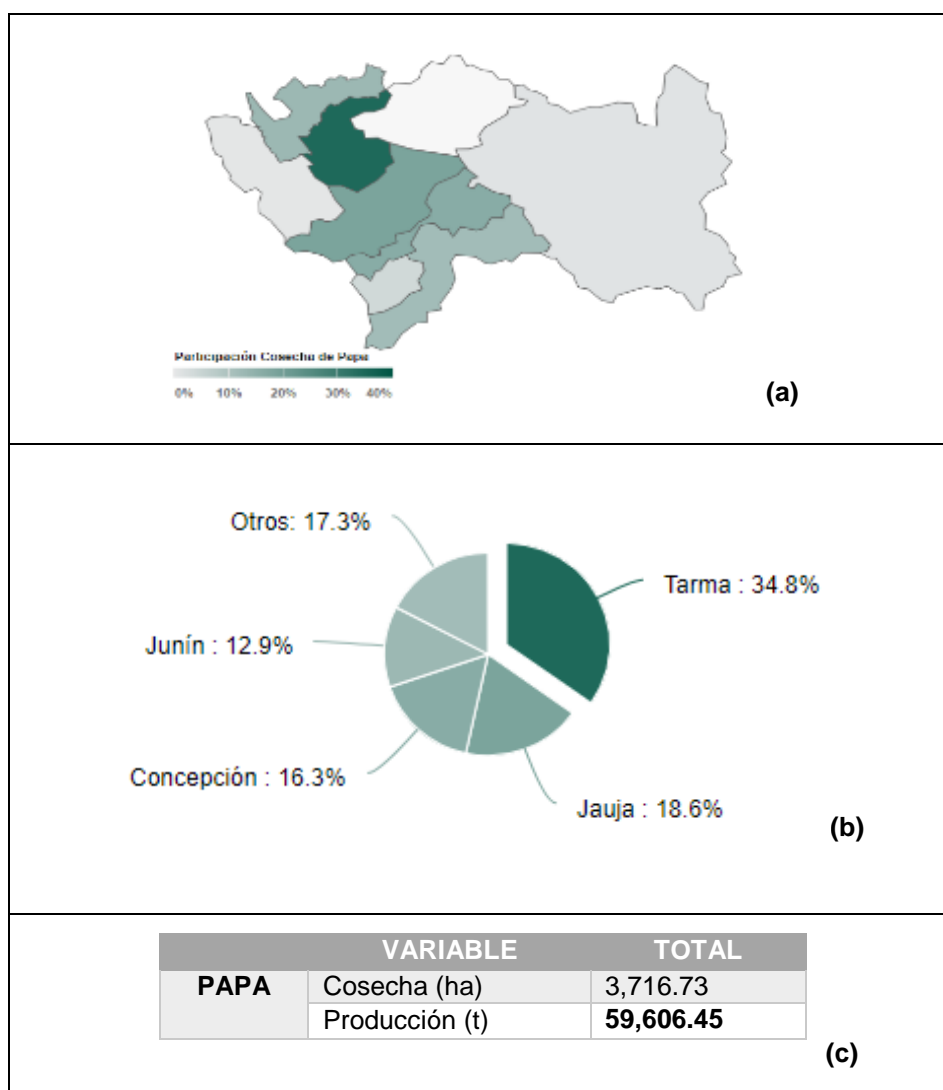 Participación Cosecha de Papa
0% 10% 20% 30% 40%
(a)
Otros: 17.3%
Tarma : 34.8%
Junín : 12.9%
Concepción : 16.3%
Jauja : 18.6%
(b)
VARIABLE TOTAL
PAPA Cosecha (ha) 3,716.73
Producción (t) 59,606.45
(c)